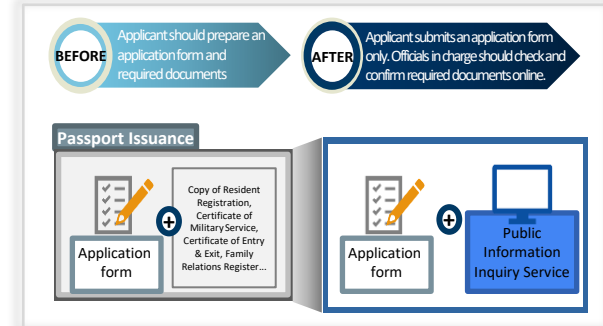 BEFORE
Applicant should prepare an
application form and
required documents
AFTER
Applicant submits an application form
only. Officials in charge should check and
confirm required documents online.
Passport Issuance
Application
form
Copy of Resident
Registration,
Certificate of
Military Service,
Certificate of Entry
& Exit, Family
Relations Register...
Application
form
Public
Information
Inquiry Service